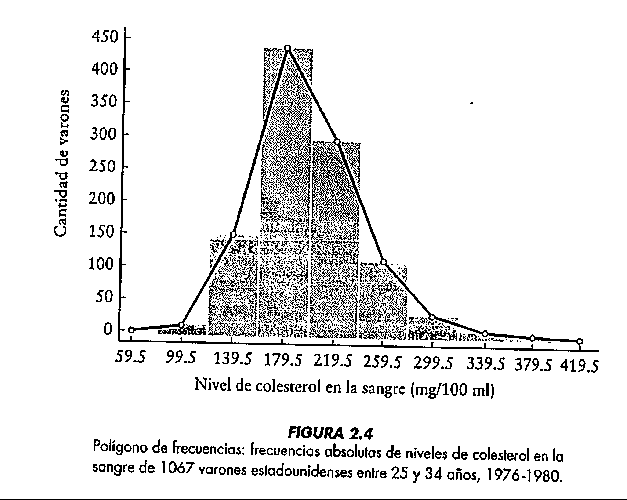 450
400
350
300
250
200
150
100
50
0
Cantidad de varones
59.5 99.5 139.5 179.5 219.5 259.5 299.5 339.5 379.5 419.5
Nivel de colesterol en la sangre (mg/100 ml)
FIGURA 2.4
Polígono de frecuencias: frecuencias absolutas de niveles de colesterol en la
sangre de 1067 varones estadounidenses entre 25 y 34 años, 1976-1980.